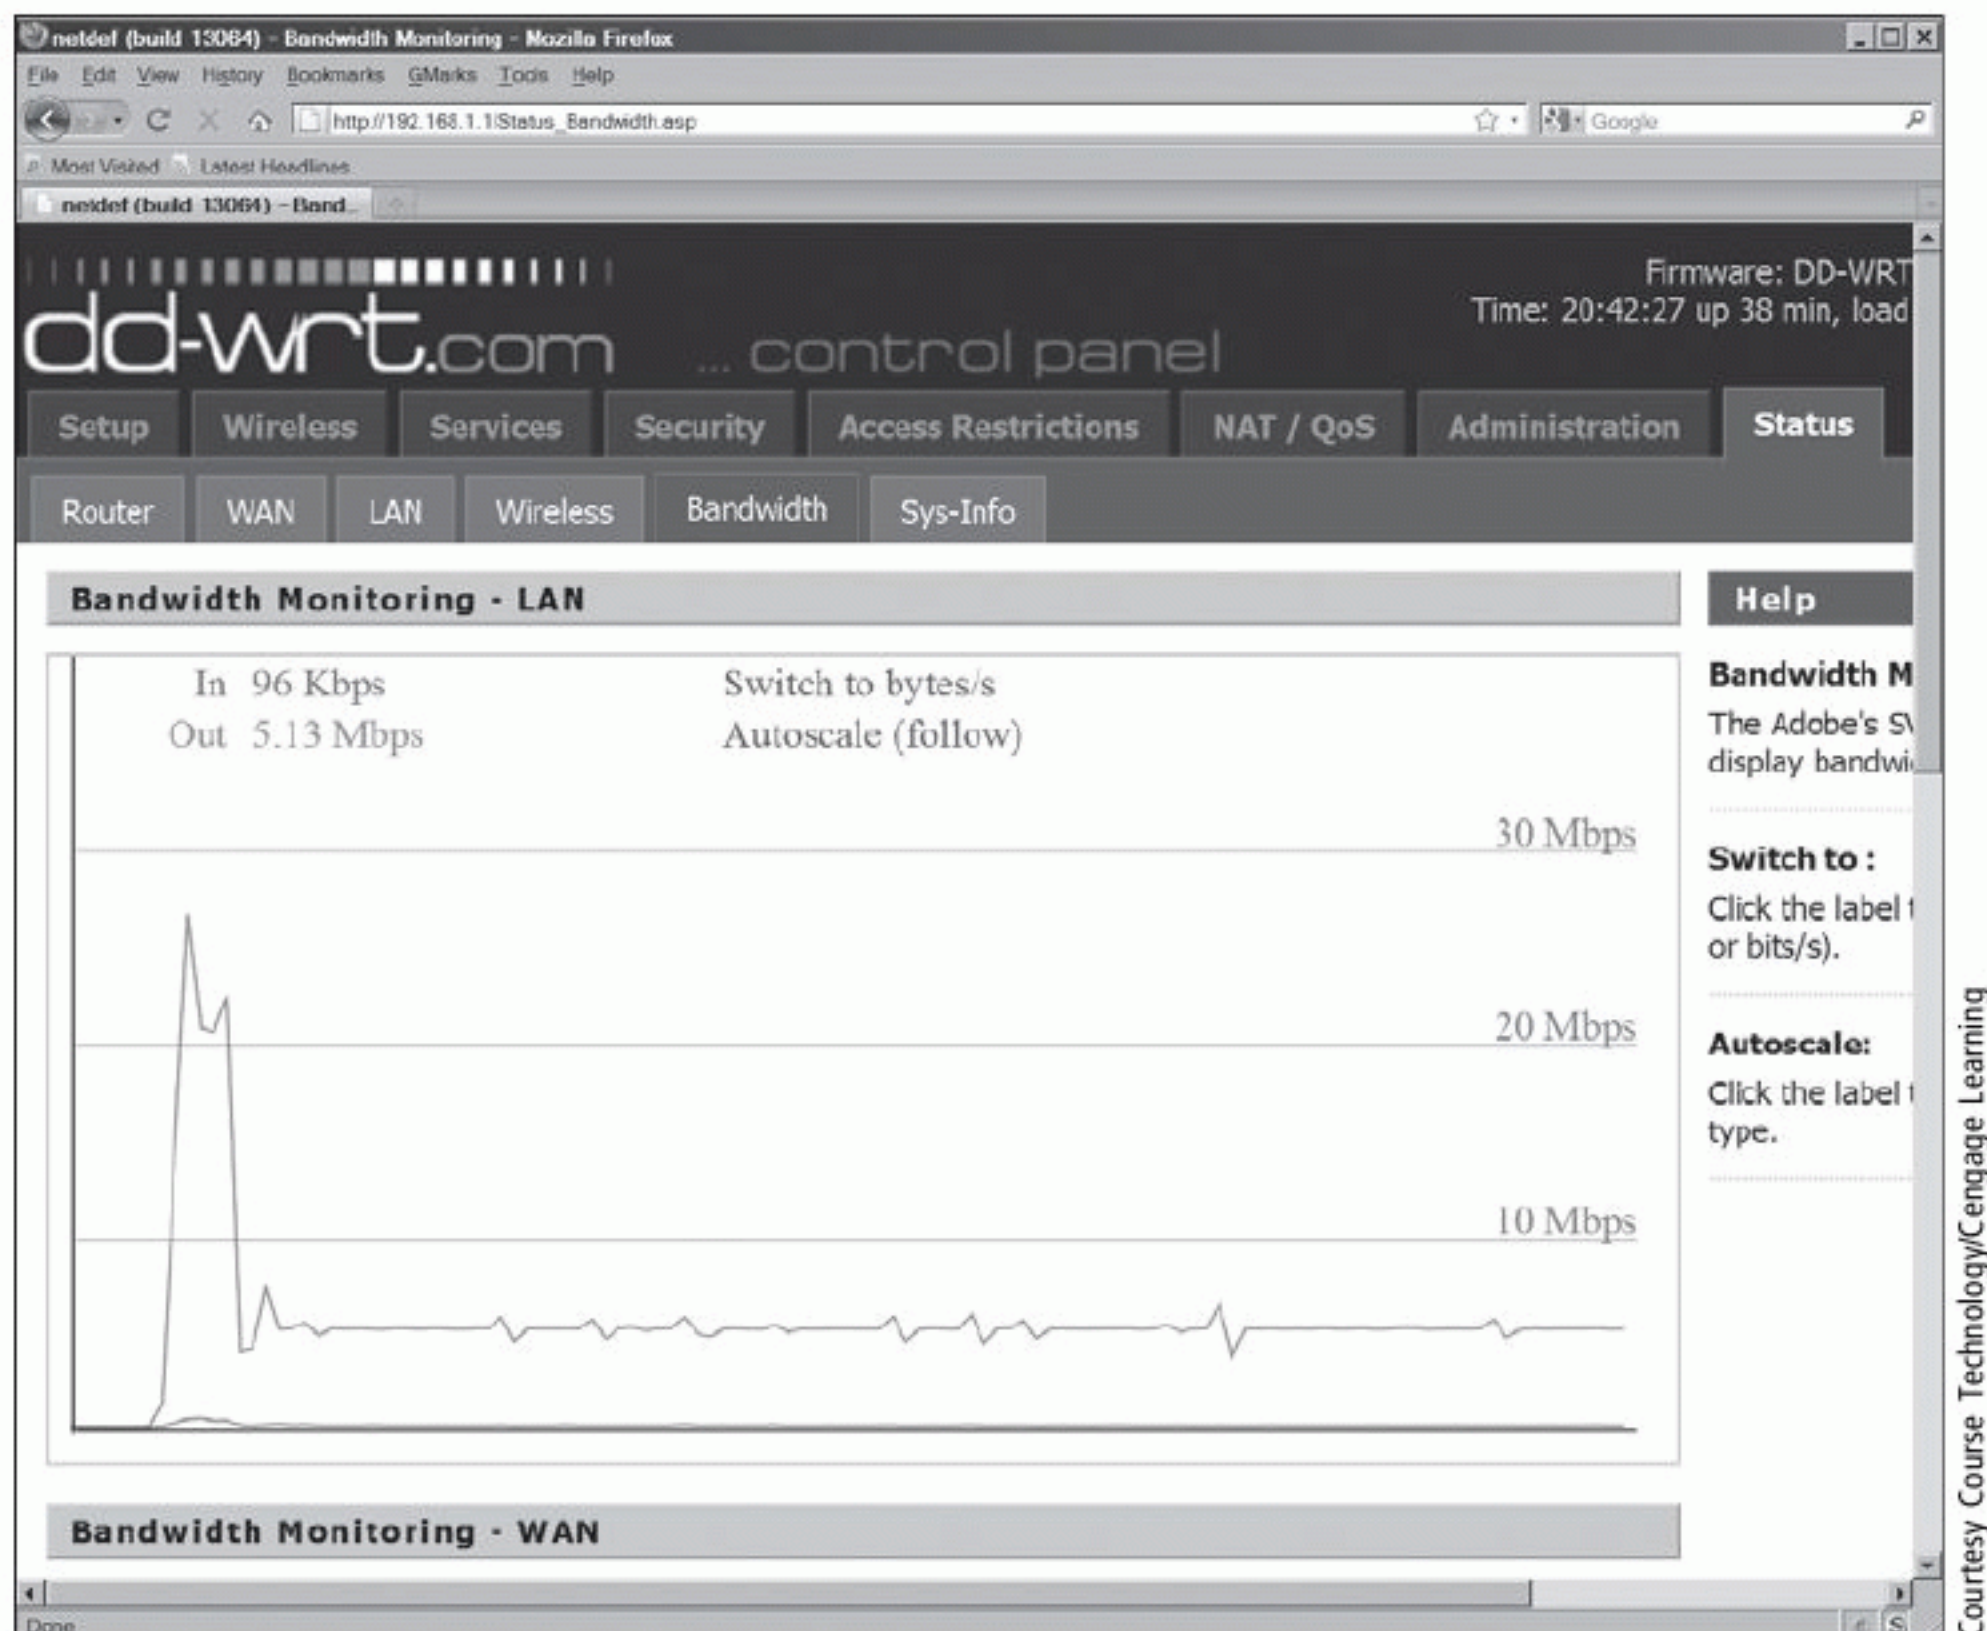 netdef (build 13064) - Bandwidth Monitoring - Mozilla Firefox
File Edit View History Bookmarks GMarks Tools Help
http://192.168.1.1/Status_Bandwidth.asp
Google
Most Visited Latest Headlines
netdef (build 13064) - Band...
dd-wrt.com ... control panel
Firmware: DD-WRT
Time: 20:42:27 up 38 min, load
Setup Wireless Services Security Access Restrictions NAT / QoS Administration Status
Router WAN LAN Wireless Bandwidth Sys-Info
Bandwidth Monitoring - LAN
Help
In 96 Kbps Switch to bytes/s
Out 5.13 Mbps Autoscale (follow)
30 Mbps
20 Mbps
10 Mbps
Bandwidth M
The Adobe's SV
display bandwi
Switch to :
Click the label t
or bits/s).
Autoscale:
Click the label t
type.
Bandwidth Monitoring - WAN
Done
S
Courtesy Course Technology/Cengage Learning